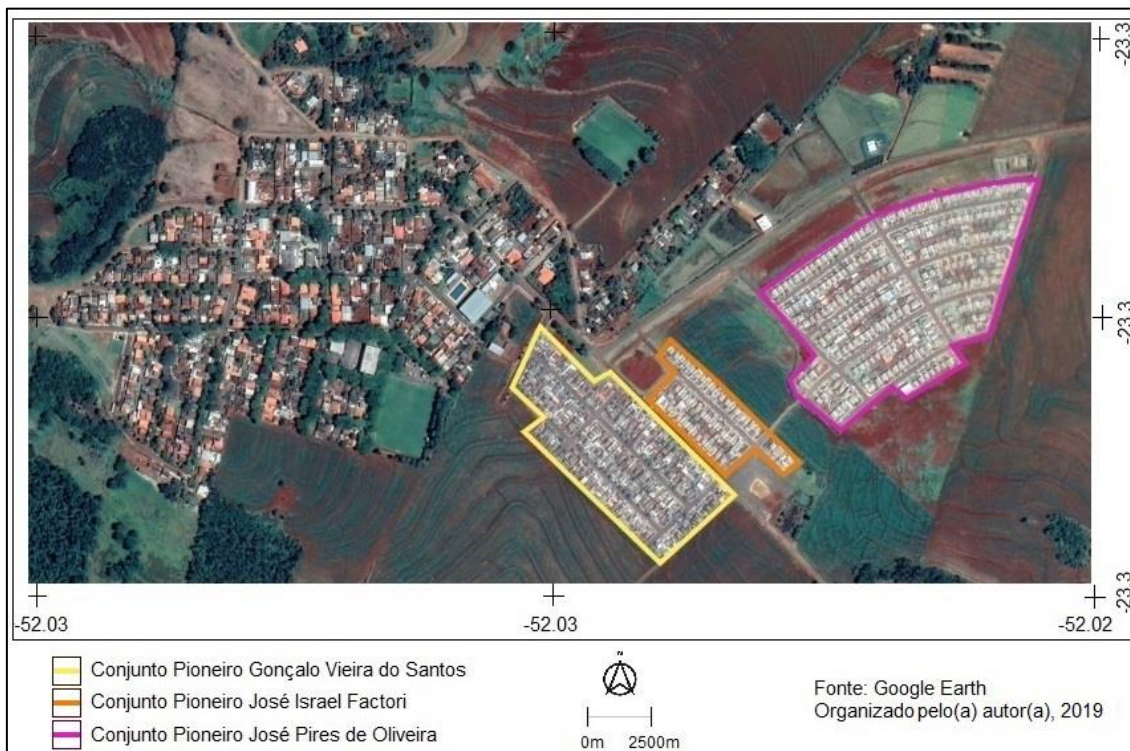 -23.3
-23.3
-23.3
-52.03
-52.03
-52.02
Conjunto Pioneiro Gonçalo Vieira do Santos
Conjunto Pioneiro José Israel Factori
Conjunto Pioneiro José Pires de Oliveira
N
0m 2500m
Fonte: Google Earth
Organizado pelo(a) autor(a), 2019